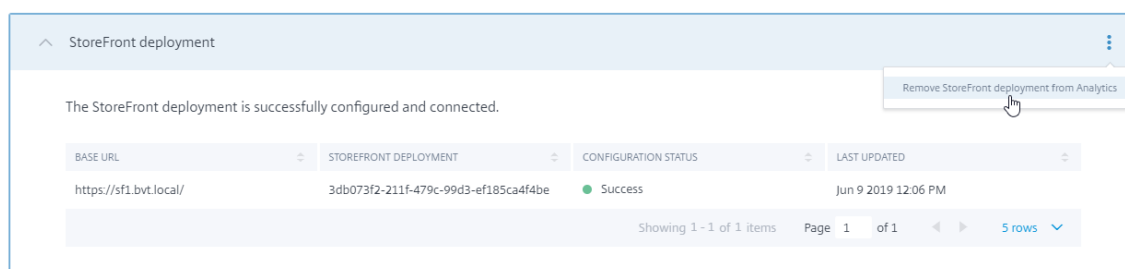 StoreFront deployment
Remove StoreFront deployment from Analytics
The StoreFront deployment is successfully configured and connected.
BASE URL STOREFRONT DEPLOYMENT CONFIGURATION STATUS LAST UPDATED
https://sf1.bvt.local/ 3db073f2-211f-479c-99d3-ef185ca4f4be Success Jun 9 2019 12:06 PM
Showing 1 - 1 of 1 items Page 1 of 1 5 rows